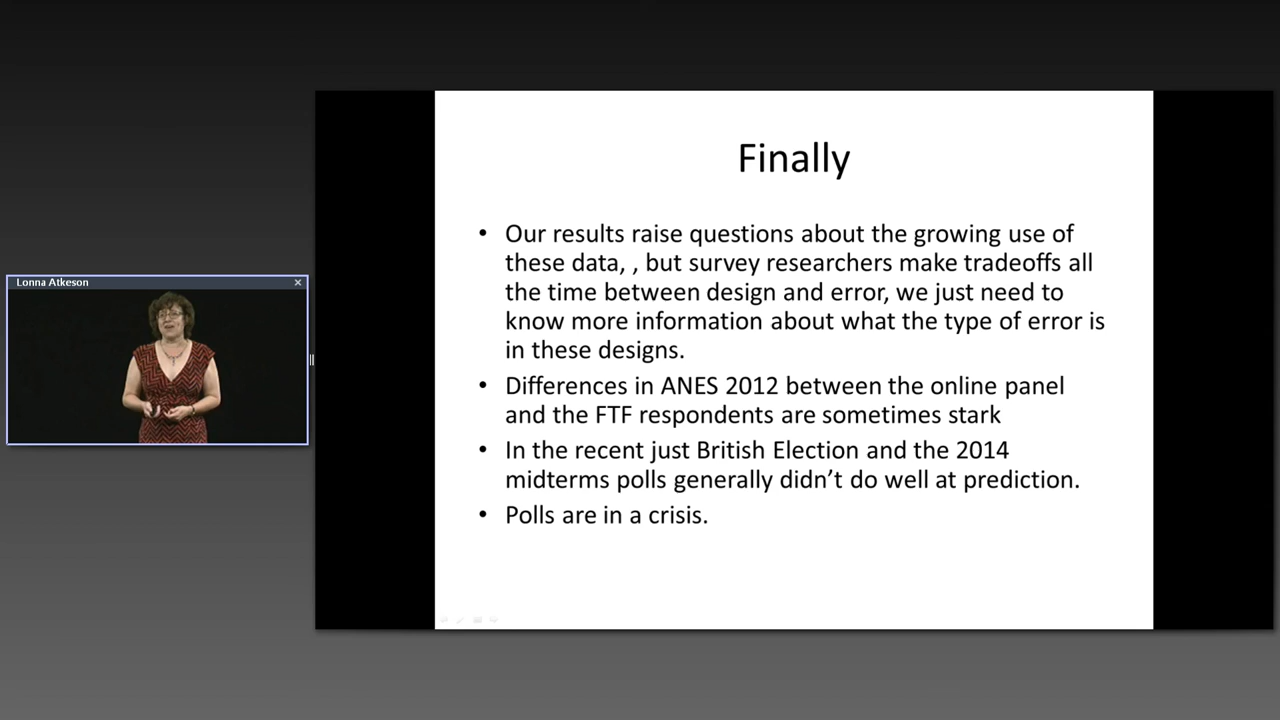 Lonna Atkeson
Finally
• Our results raise questions about the growing use of
these data, , but survey researchers make tradeoffs all
the time between design and error, we just need to
know more information about what the type of error is
in these designs.
• Differences in ANES 2012 between the online panel
and the FTF respondents are sometimes stark
• In the recent just British Election and the 2014
midterms polls generally didn’t do well at prediction.
• Polls are in a crisis.